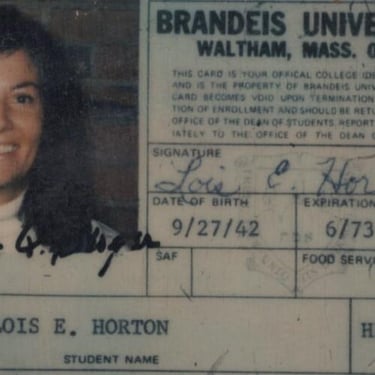 BRANDEIS UNIVE
WALTHAM, MASS. 0
THIS CARD IS YOUR OFFICAL COLLEGE IDE
AND IS THE PROPERTY OF BRANDEIS UNIV
CARD BECOMES VOID UPON TERMINATION
OF ENROLLMENT AND SHOULD BE RETU
OFFICE OF THE DEAN OF STUDENTS. REPORT
IATELY TO THE OFFICE OF THE DEAN O
SIGNATURE
Lois E. Hor
DATE OF BIRTH EXPIRATION
9/27/42 6/73
SAF FOOD SERVI
LOIS E. HORTON H
STUDENT NAME